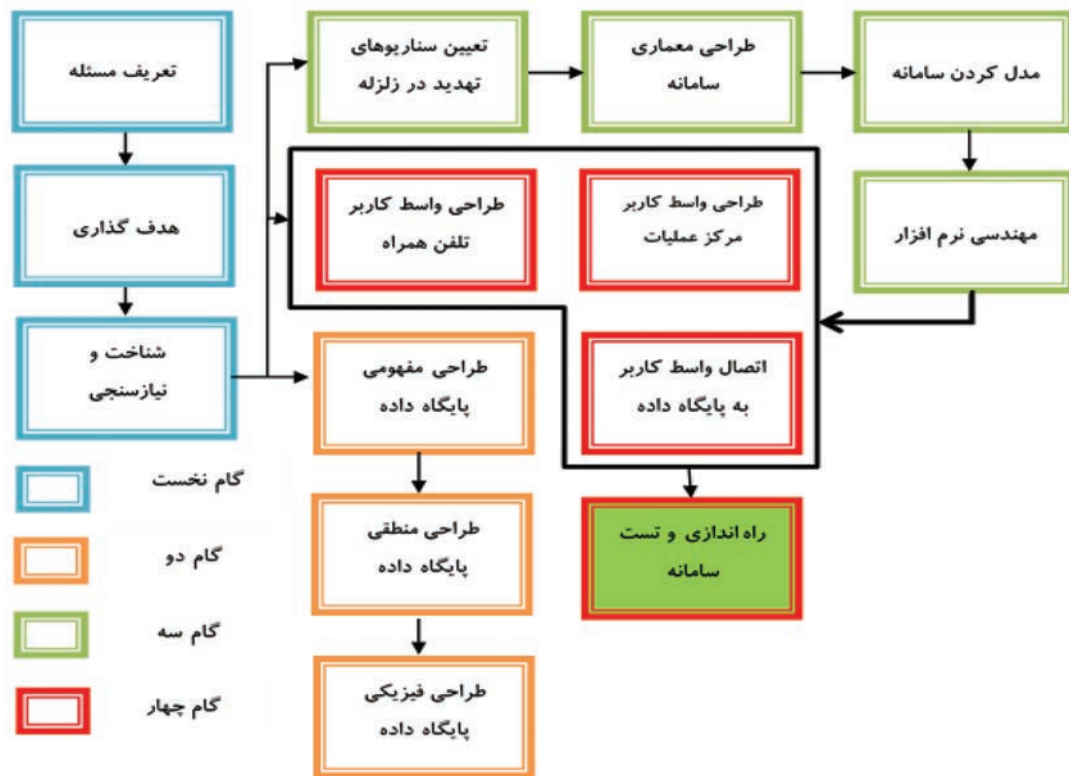 تعریف مسئله
هدف گذاری
شناخت و
نیازسنجی
تعیین سناریوهای
تهدید در زلزله
طراحی معماری
سامانه
مدل کردن سامانه
مهندسی نرم افزار
طراحی واسط کاربر
تلفن همراه
طراحی واسط کاربر
مرکز عملیات
اتصال واسط کاربر
به پایگاه داده
راه اندازی و تست
سامانه
طراحی مفهومی
پایگاه داده
طراحی منطقی
پایگاه داده
طراحی فیزیکی
پایگاه داده
گام نخست
گام دو
گام سه
گام چهار